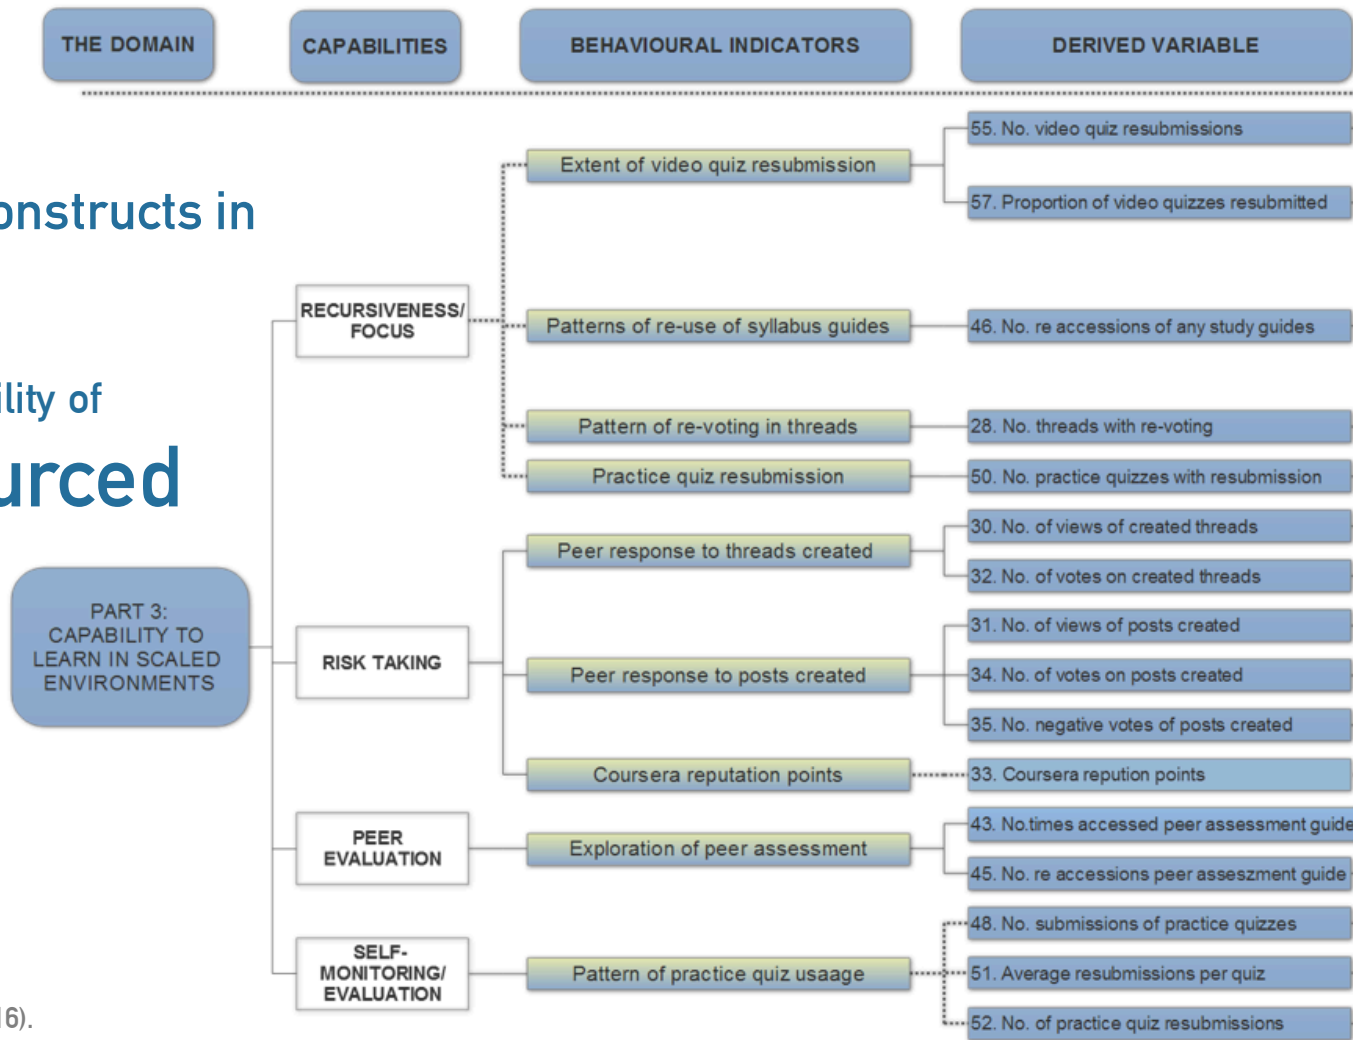 THE DOMAIN
CAPABILITIES
BEHAVIOURAL INDICATORS
DERIVED VARIABLE
onstructs in
ility of
urced
PART 3:
CAPABILITY TO
LEARN IN SCALED
ENVIRONMENTS
RECURSIVENESS/
FOCUS
Extent of video quiz resubmission
55. No. video quiz resubmissions
57. Proportion of video quizzes resubmitted
Patterns of re-use of syllabus guides
46. No. re accessions of any study guides
Pattern of re-voting in threads
28. No. threads with re-voting
Practice quiz resubmission
50. No. practice quizzes with resubmission
RISK TAKING
Peer response to threads created
30. No. of views of created threads
32. No. of votes on created threads
Peer response to posts created
31. No. of views of posts created
34. No. of votes on posts created
35. No. negative votes of posts created
Coursera reputation points
33. Coursera repution points
PEER
EVALUATION
Exploration of peer assessment
43. No.times accessed peer assessment guide
45. No. re accessions peer asseszment guide
SELF-
MONITORING/
EVALUATION
Pattern of practice quiz usaage
48. No. submissions of practice quizzes
51. Average resubmissions per quiz
52. No. of practice quiz resubmissions
16).